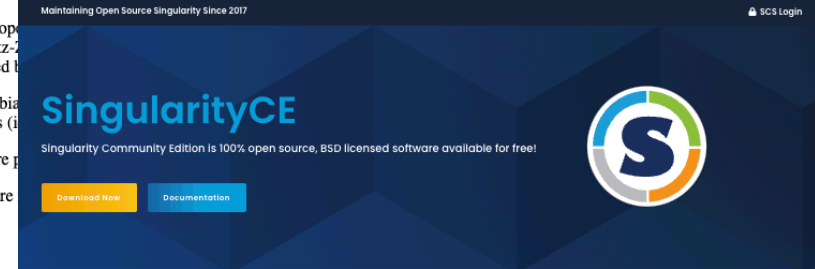 Maintaining Open Source Singularity Since 2017
SCS Login
SingularityCE
Singularity Community Edition is 100% open source, BSD licensed software available for free!
Download Now
Documentation
S